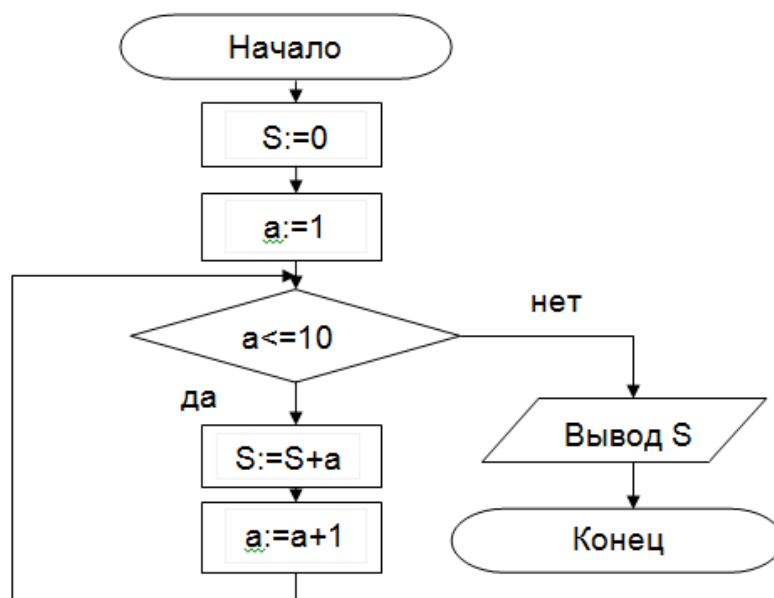 Начало
S:=0
a:=1
a<=10
нет
да
S:=S+a
a:=a+1
Вывод S
Конец